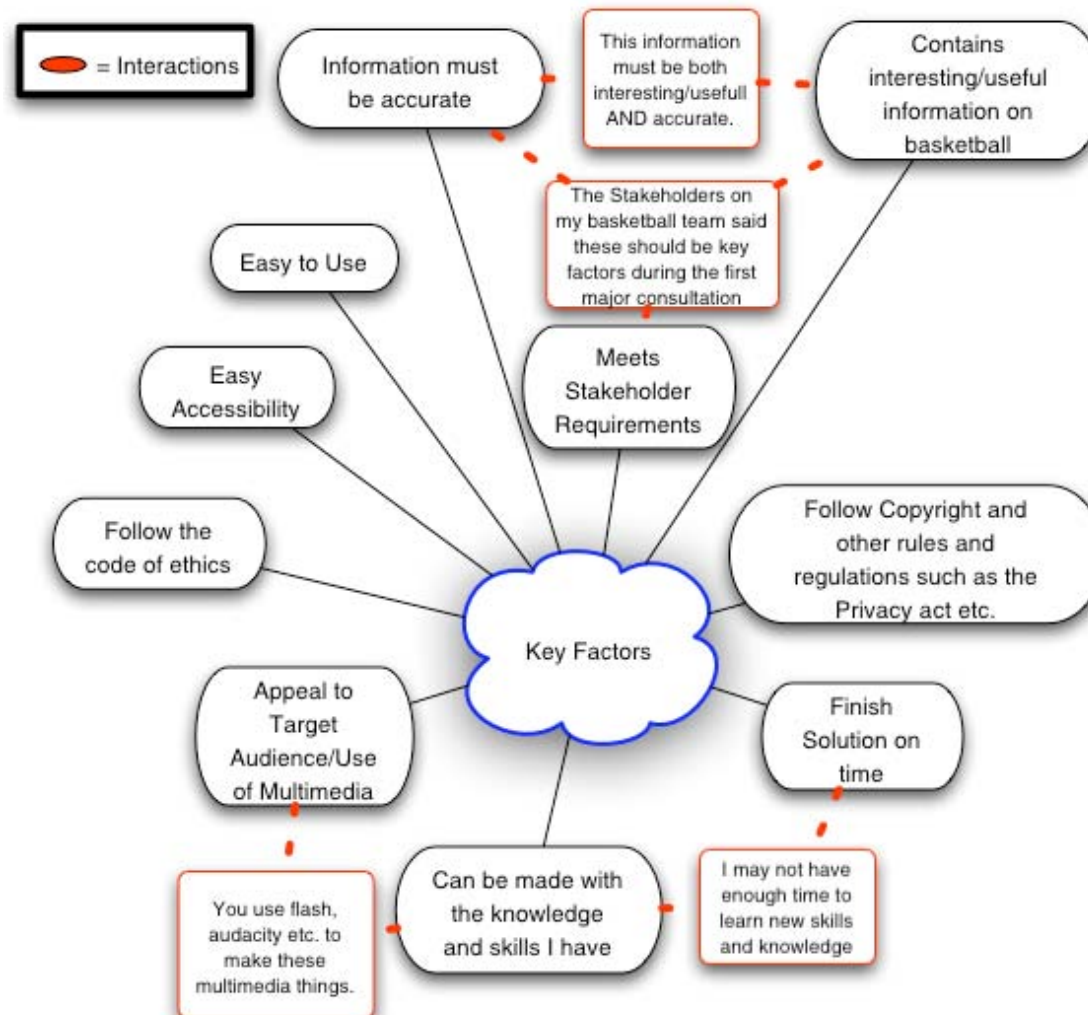 = Interactions
Information must
be accurate
This information
must be both
interesting/usefull
AND accurate.
Contains
interesting/useful
information on
basketball
The Stakeholders on
my basketball team said
these should be key
factors during the first
major consultation
Easy to Use
Meets
Stakeholder
Requirements
Easy
Accessibility
Follow the
code of ethics
Follow Copyright and
other rules and
regulations such as the
Privacy act etc.
Key Factors
Appeal to
Target
Audience/Use
of Multimedia
Finish
Solution on
time
You use flash,
audacity etc. to
make these
multimedia things.
Can be made with
the knowledge
and skills I have
I may not have
enough time to
learn new skills
and knowledge